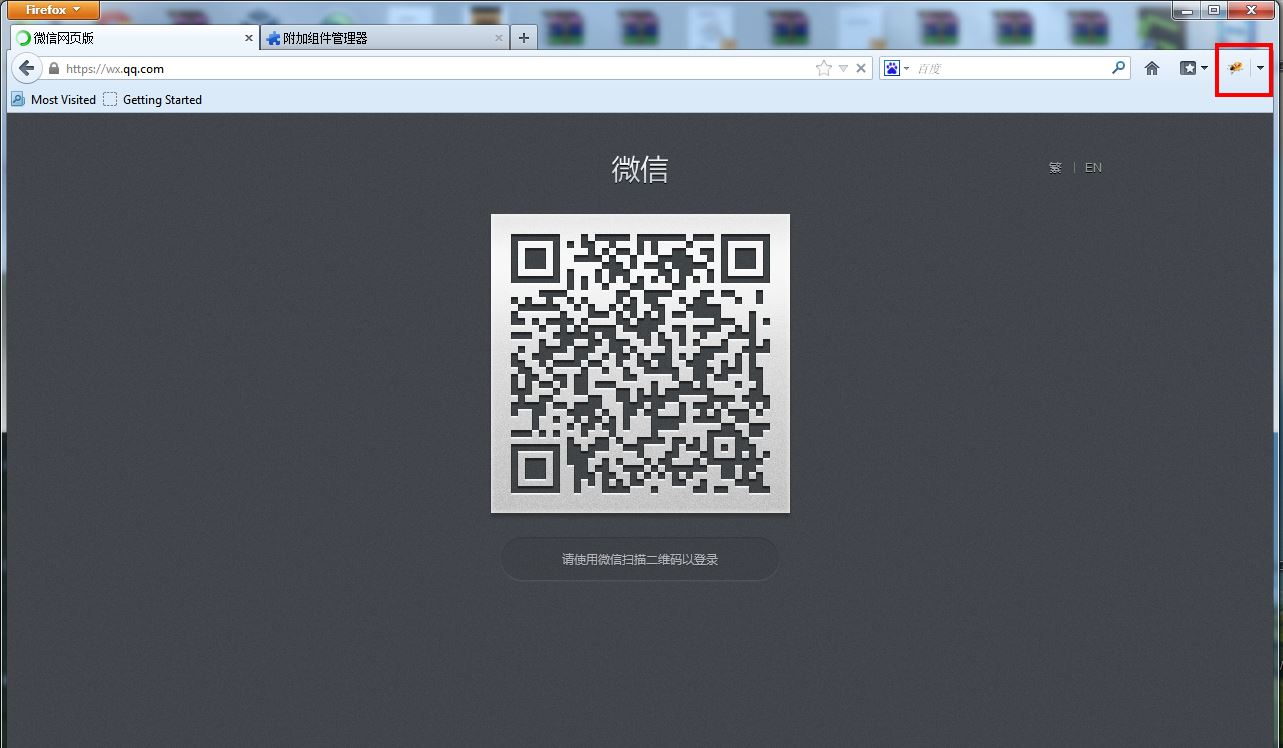 Firefox
微信网页版
附加组件管理器
https://wx.qq.com
百度
Most Visited
Getting Started
微信
繁 | EN
请使用微信扫描二维码以登录